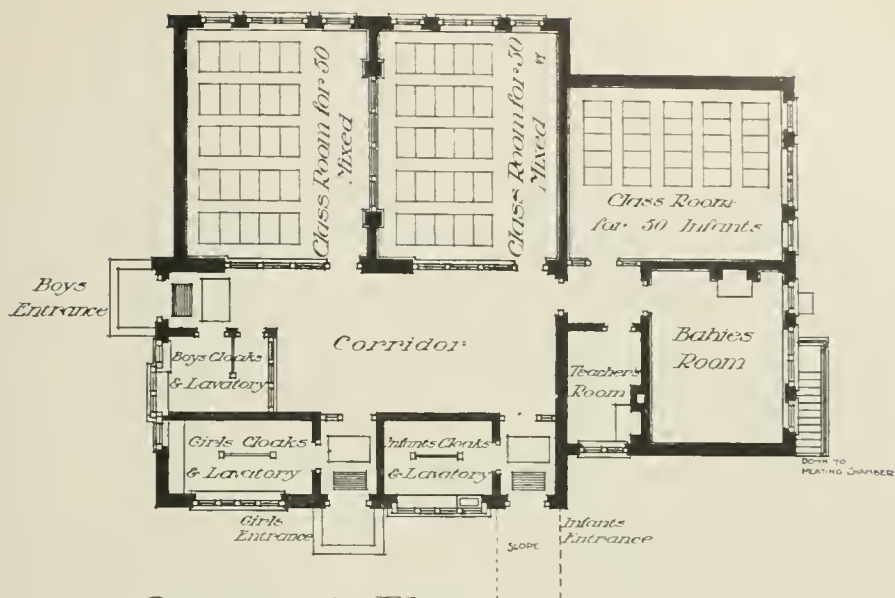 Class Room for 50
Mixed
Class Room for 50
Mixed
Class Room
for 50 Infants
Boys
Entrance
Corridor
Babies
Room
Boys Cloaks
& Lavatory
Teachers
Room
Girls Cloaks
& Lavatory
Infants Cloaks
& Lavatory
DOWN TO
HEATING CHAMBER
Girls
Entrance
SLOPE
Infants
Entrance